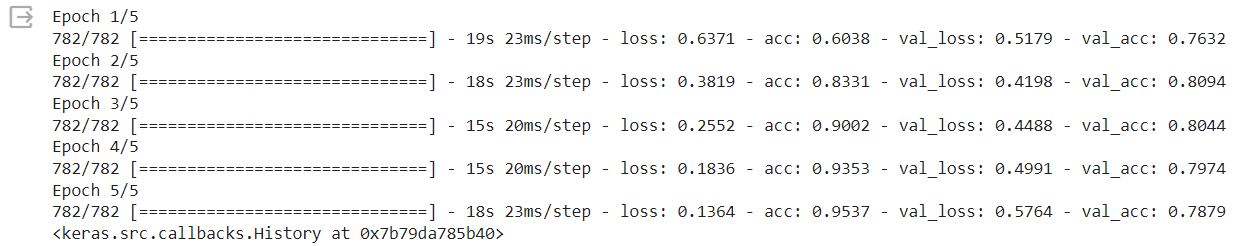 Epoch 1/5
782/782 [==============================] - 19s 23ms/step - loss: 0.6371 - acc: 0.6038 - val_loss: 0.5179 - val_acc: 0.7632
Epoch 2/5
782/782 [==============================] - 18s 23ms/step - loss: 0.3819 - acc: 0.8331 - val_loss: 0.4198 - val_acc: 0.8094
Epoch 3/5
782/782 [==============================] - 15s 20ms/step - loss: 0.2552 - acc: 0.9002 - val_loss: 0.4488 - val_acc: 0.8044
Epoch 4/5
782/782 [==============================] - 15s 20ms/step - loss: 0.1836 - acc: 0.9353 - val_loss: 0.4991 - val_acc: 0.7974
Epoch 5/5
782/782 [==============================] - 18s 23ms/step - loss: 0.1364 - acc: 0.9537 - val_loss: 0.5764 - val_acc: 0.7879
<keras.src.callbacks.History at 0x7b79da785b40>